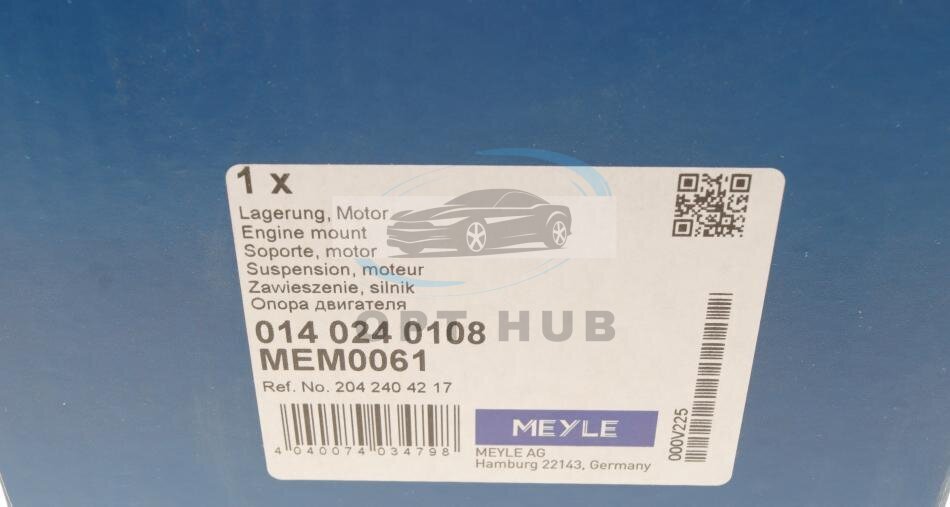 1 x
Lagerung, Motor
Engine mount
Soporte, motor
Suspension, moteur
Zawieszenie, silnik
Опора двигателя
014 024 0108
MEM0061
Ref. No. 204 240 42 17
4 040074 034798
MEYLE
MEYLE AG
Hamburg 22143, Germany
000V225
OPT HUB